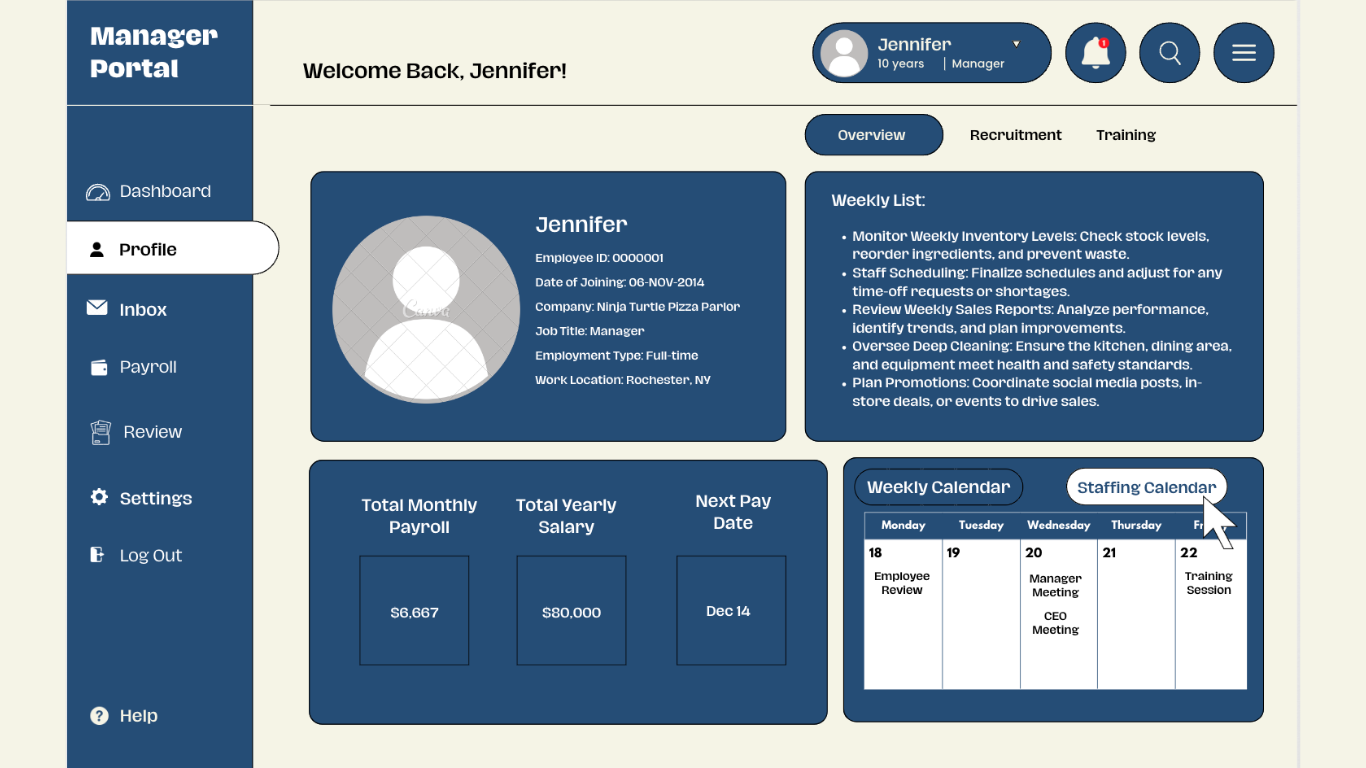 Manager
Portal
Welcome Back, Jennifer!
Jennifer
10 years | Manager
1
Overview Recruitment Training
Dashboard
Profile
Inbox
Payroll
Review
Settings
Log Out
? Help
Canva
Jennifer
Employee ID: 0000001
Date of Joining: 06-NOV-2014
Company: Ninja Turtle Pizza Parlor
Job Title: Manager
Employment Type: Full-time
Work Location: Rochester, NY
Weekly List:
• Monitor Weekly Inventory Levels: Check stock levels,
reorder ingredients, and prevent waste.
• Staff Scheduling: Finalize schedules and adjust for any
time-off requests or shortages.
• Review Weekly Sales Reports: Analyze performance,
identify trends, and plan improvements.
• Oversee Deep Cleaning: Ensure the kitchen, dining area,
and equipment meet health and safety standards.
• Plan Promotions: Coordinate social media posts, in-
store deals, or events to drive sales.
Total Monthly
Payroll
$6,667
Total Yearly
Salary
$80,000
Next Pay
Date
Dec 14
Weekly Calendar Staffing Calendar
Monday Tuesday Wednesday Thursday
18 19 20 21 22
Employee
Review
Manager
Meeting
CEO
Meeting
Training
Session